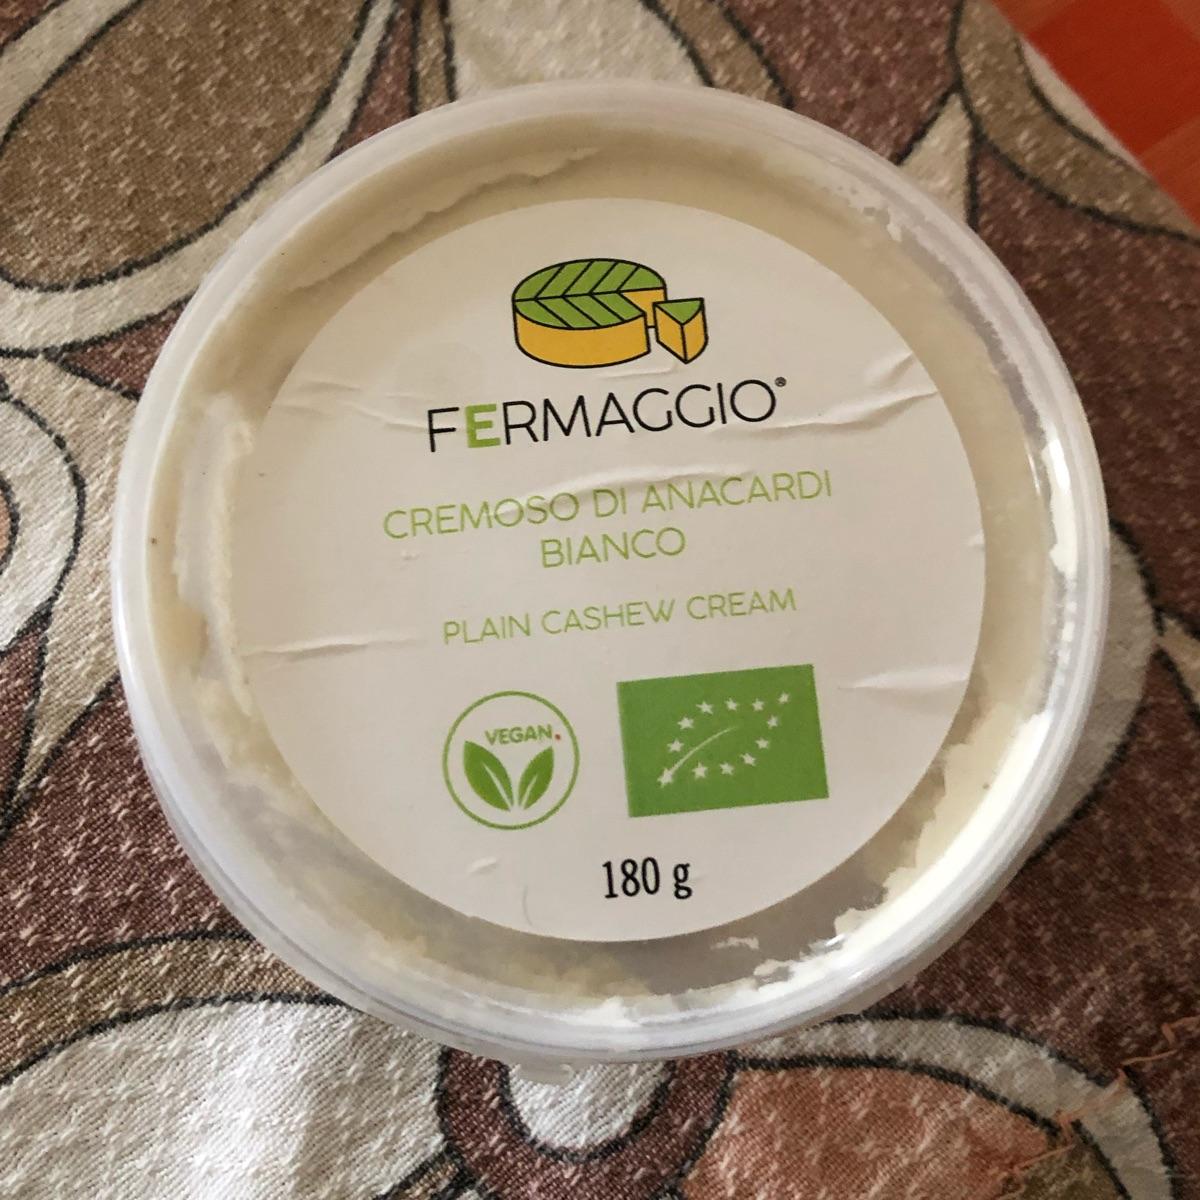 FERMAGGIO®
CREMOSO DI ANACARDI
BIANCO
PLAIN CASHEW CREAM
VEGAN.
180 g